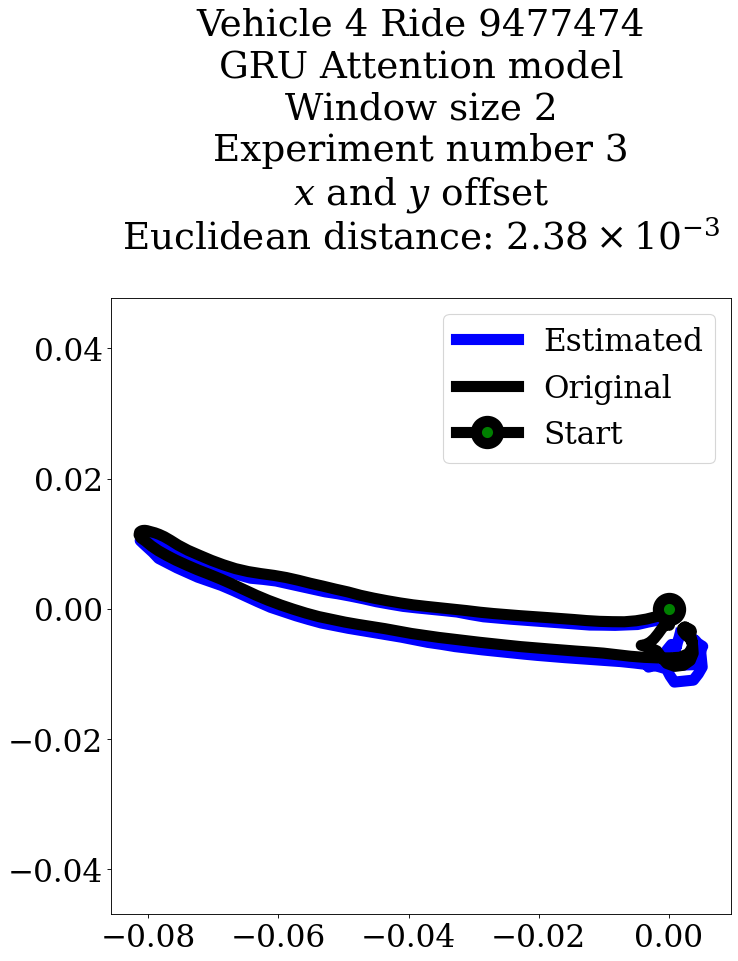 Vehicle 4 Ride 9477474
GRU Attention model
Window size 2
Experiment number 3
x and y offset
Euclidean distance: 2.38 × 10⁻³
Estimated
Original
Start
0.04
0.02
0.00
−0.02
−0.04
−0.08 −0.06 −0.04 −0.02 0.00